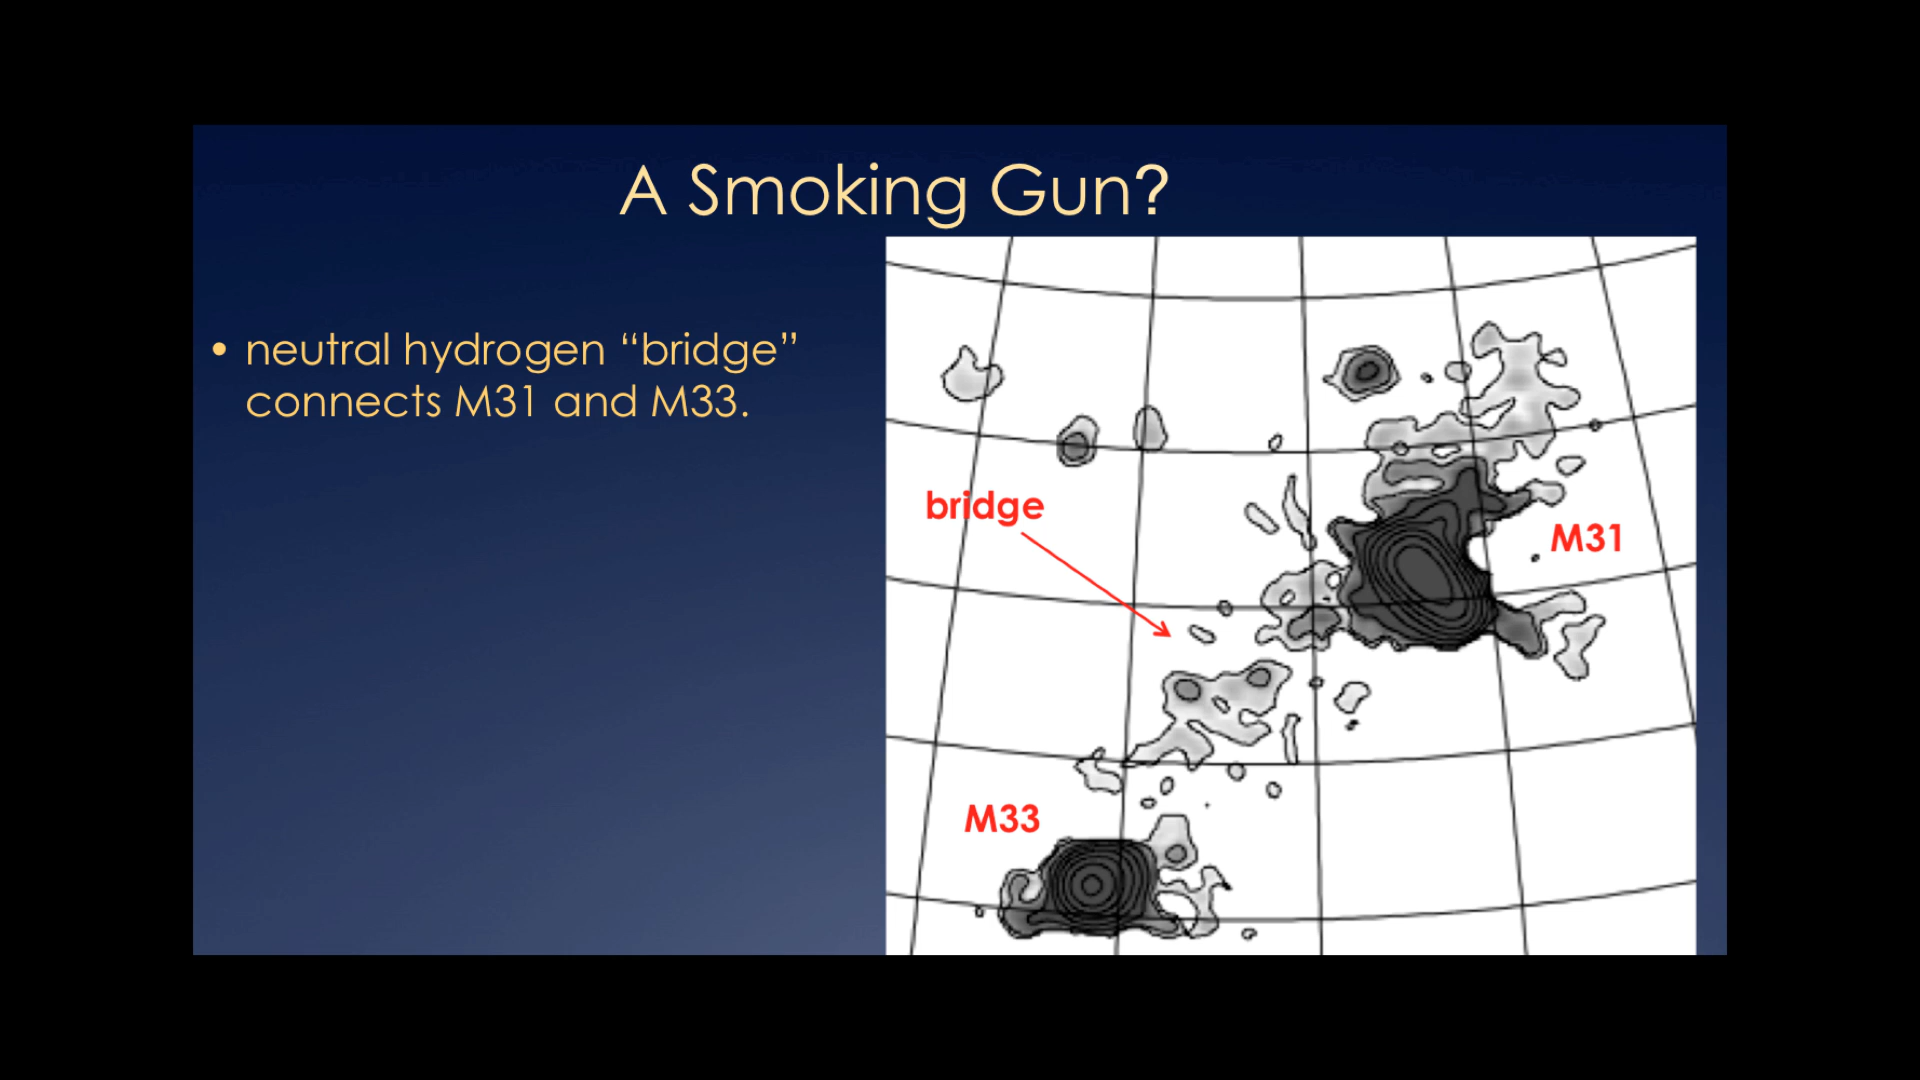 A Smoking Gun?
• neutral hydrogen “bridge”
connects M31 and M33.
bridge
M31
M33